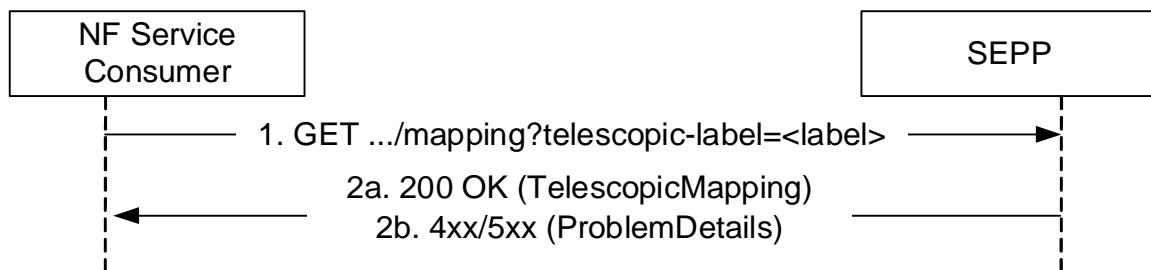 NF Service
Consumer
SEPP
1. GET .../mapping?telescopic-label=<label>
2a. 200 OK (TelescopicMapping)
2b. 4xx/5xx (ProblemDetails)